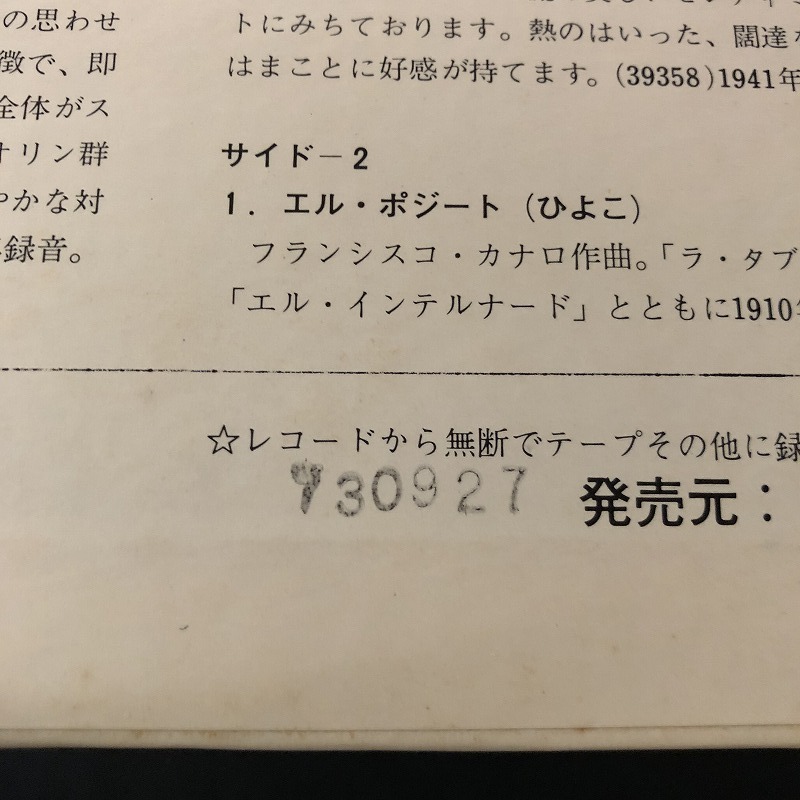 の思わせ
徴で、即
全体がス
オリン群
やかな対
録音。
トにみちております。熱のはいった、闊達
はまことに好感が持てます。(39358)1941年
サイド－2
1. エル・ポジート (ひよこ)
フランシスコ・カナロ作曲。「ラ・タブ
「エル・インテルナード」とともに1910年
☆レコードから無断でテープその他に録
30927
発売元：